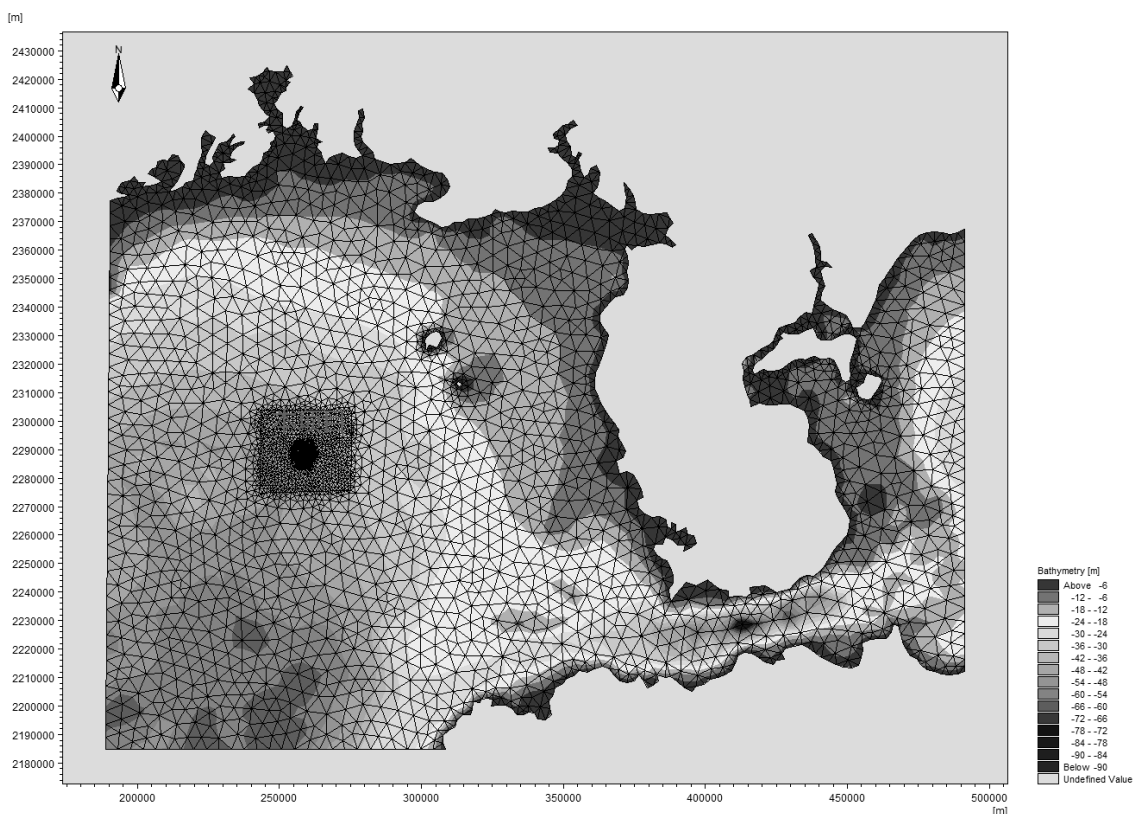 [m]
N
2430000
2420000
2410000
2400000
2390000
2380000
2370000
2360000
2350000
2340000
2330000
2320000
2310000
2300000
2290000
2280000
2270000
2260000
2250000
2240000
2230000
2220000
2210000
2200000
2190000
2180000
200000 250000 300000 350000 400000 450000 500000
[m]
Bathymetry [m]
Above -6
-12 - -6
-18 - -12
-24 - -18
-30 - -24
-36 - -30
-42 - -36
-48 - -42
-54 - -48
-60 - -54
-66 - -60
-72 - -66
-78 - -72
-84 - -78
-90 - -84
Below -90
Undefined Value